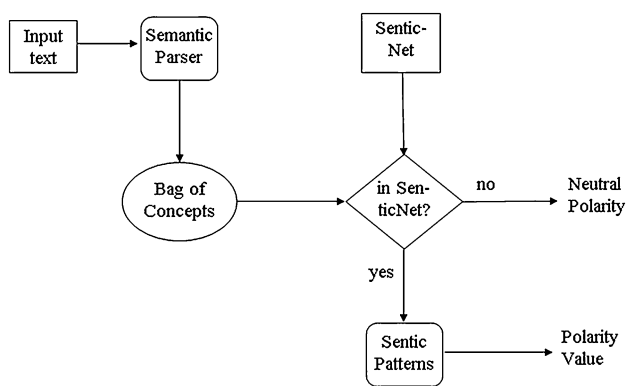 Input
text
Semantic
Parser
Sentic-
Net
Bag of
Concepts
in Sen-
ticNet?
no
Neutral
Polarity
yes
Sentic
Patterns
Polarity
Value